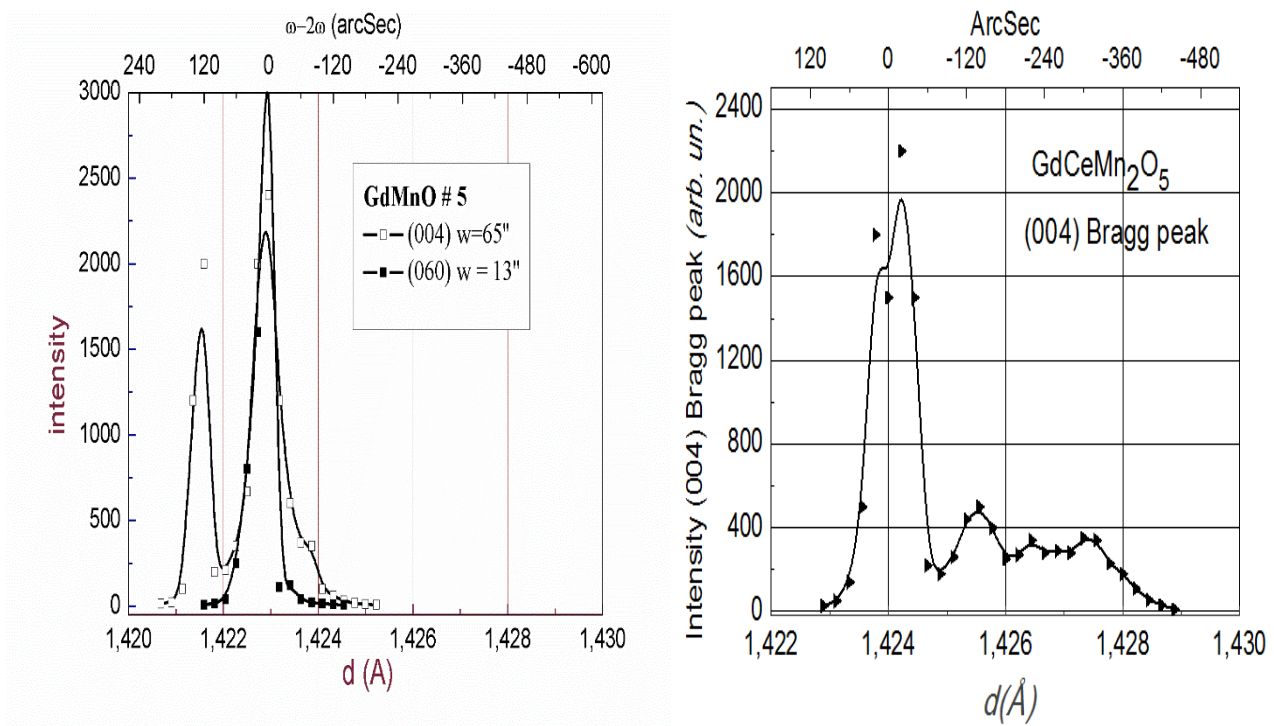 ω−2ω (arcSec)
240 120 0 -120 -240 -360 -480 -600
3000
2500
2000
1500
1000
500
0
intensity
GdMnO # 5
(004) w=65"
(060) w = 13"
1,420 1,422 1,424 1,426 1,428 1,430
d (A)
ArcSec
120 0 -120 -240 -360 -480
2400
2000
1600
1200
800
400
0
Intensity (004) Bragg peak (arb. un.)
GdCeMn₂O₅
(004) Bragg peak
1,422 1,424 1,426 1,428 1,430
d(Å)